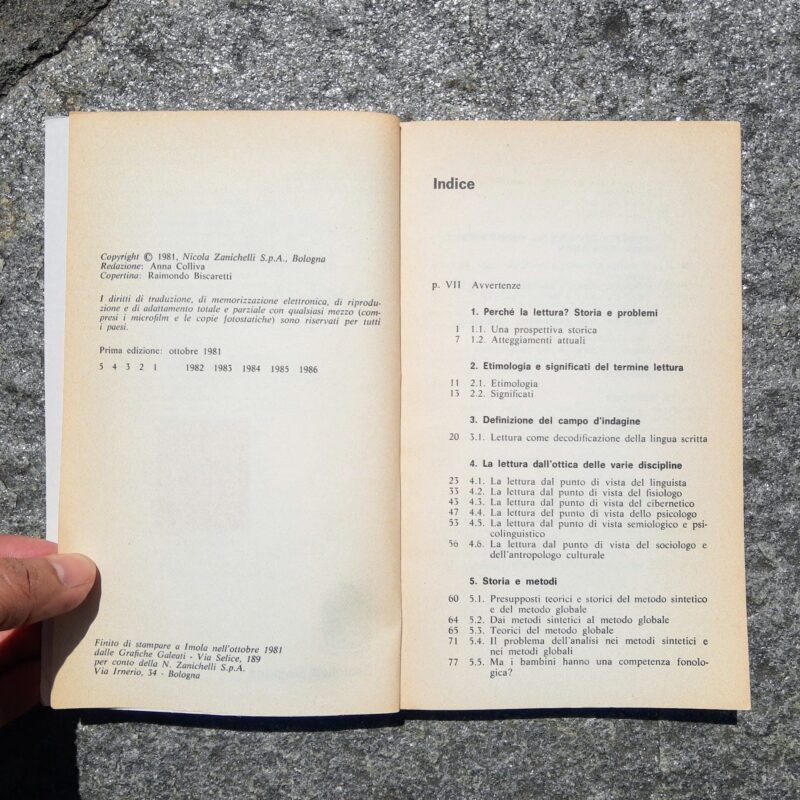 Copyright © 1981, Nicola Zanichelli S.p.A., Bologna
Redazione: Anna Colliva
Copertina: Raimondo Biscaretti
I diritti di traduzione, di memorizzazione elettronica, di riprodu-
zione e di adattamento totale e parziale con qualsiasi mezzo (com-
presi i microfilm e le copie fotostatiche) sono riservati per tutti
i paesi.
Prima edizione: ottobre 1981
5 4 3 2 1 1982 1983 1984 1985 1986
Finito di stampare a Imola nell'ottobre 1981
dalle Grafiche Galeati - Via Selice, 189
per conto della N. Zanichelli S.p.A.
Via Irnerio, 34 - Bologna
Indice
p. VII Avvertenze
1. Perché la lettura? Storia e problemi
1 1.1. Una prospettiva storica
7 1.2. Atteggiamenti attuali
2. Etimologia e significati del termine lettura
11 2.1. Etimologia
13 2.2. Significati
3. Definizione del campo d'indagine
20 3.1. Lettura come decodificazione della lingua scritta
4. La lettura dall'ottica delle varie discipline
23 4.1. La lettura dal punto di vista del linguista
33 4.2. La lettura dal punto di vista del fisiologo
43 4.3. La lettura dal punto di vista del cibernetico
47 4.4. La lettura del punto di vista dello psicologo
53 4.5. La lettura dal punto di vista semiologico e psi-
colinguistico
56 4.6. La lettura dal punto di vista del sociologo e
dell'antropologo culturale
5. Storia e metodi
60 5.1. Presupposti teorici e storici del metodo sintetico
e del metodo globale
64 5.2. Dai metodi sintetici al metodo globale
65 5.3. Teorici del metodo globale
71 5.4. Il problema dell'analisi nei metodi sintetici e
nei metodi globali
77 5.5. Ma i bambini hanno una competenza fonolo-
gica?